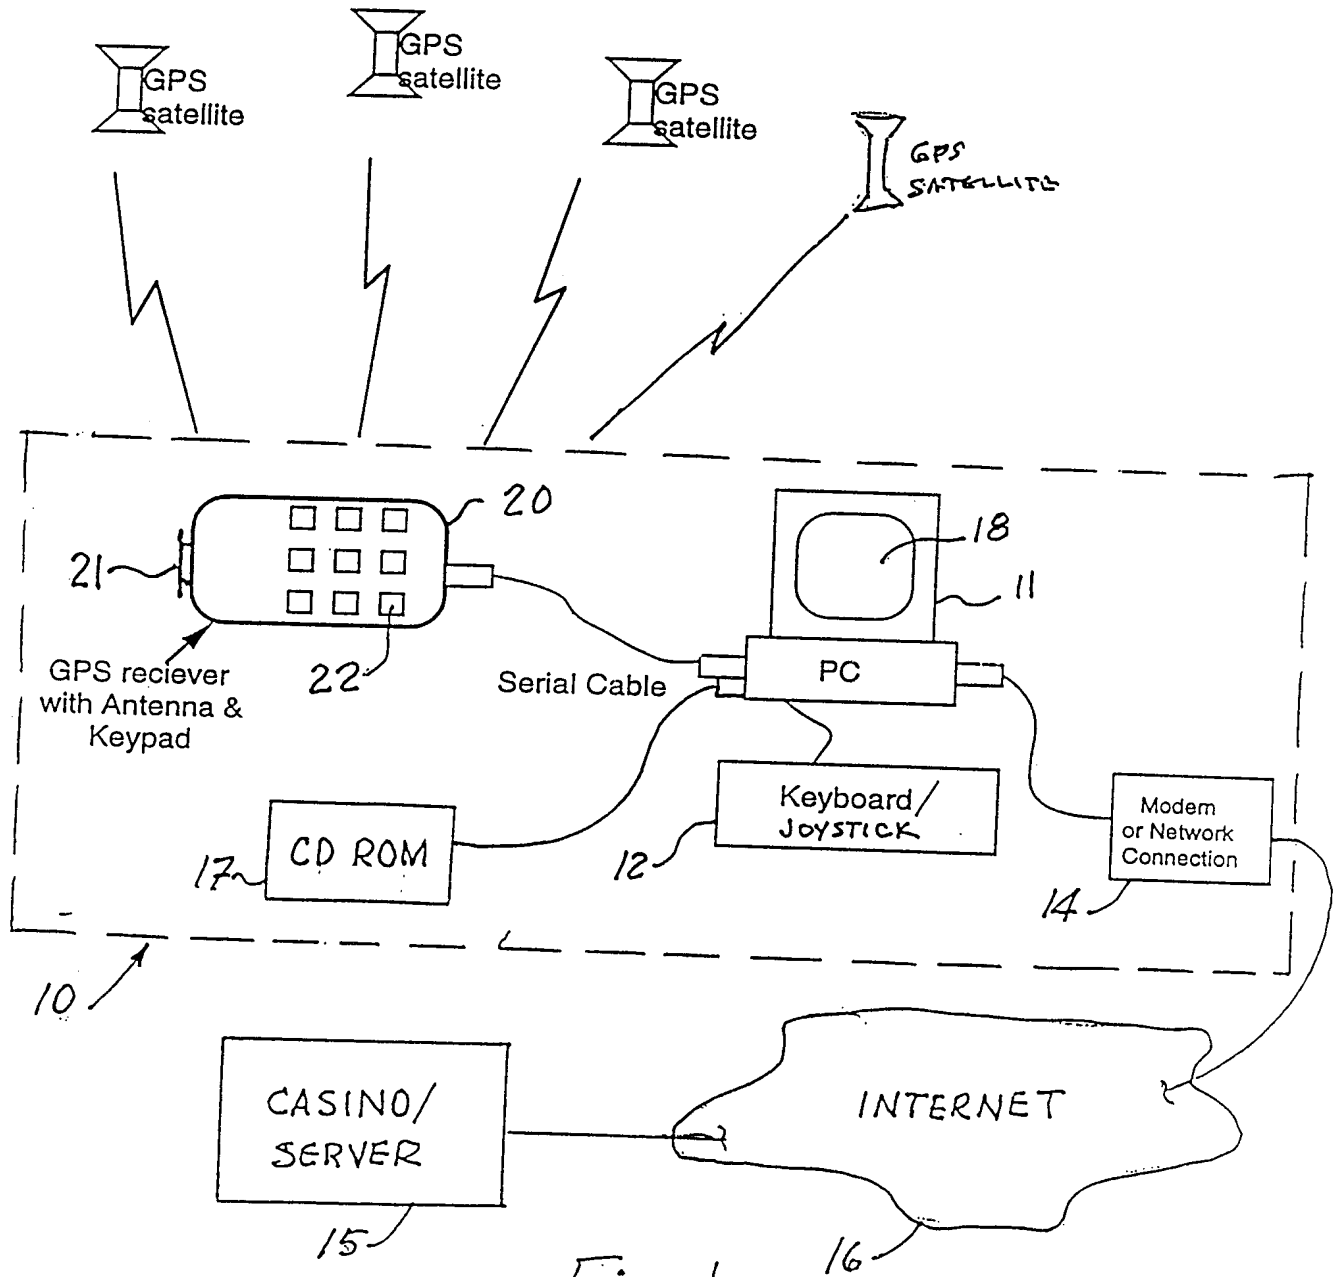 GPS
satellite
GPS
satellite
GPS
satellite
GPS
SATELLITE
20
21
22
GPS reciever
with Antenna &
Keypad
18
11
PC
Serial Cable
Keyboard/
JOYSTICK
12
CD ROM
17
Modem
or Network
Connection
14
10
CASINO/
SERVER
15
INTERNET
16